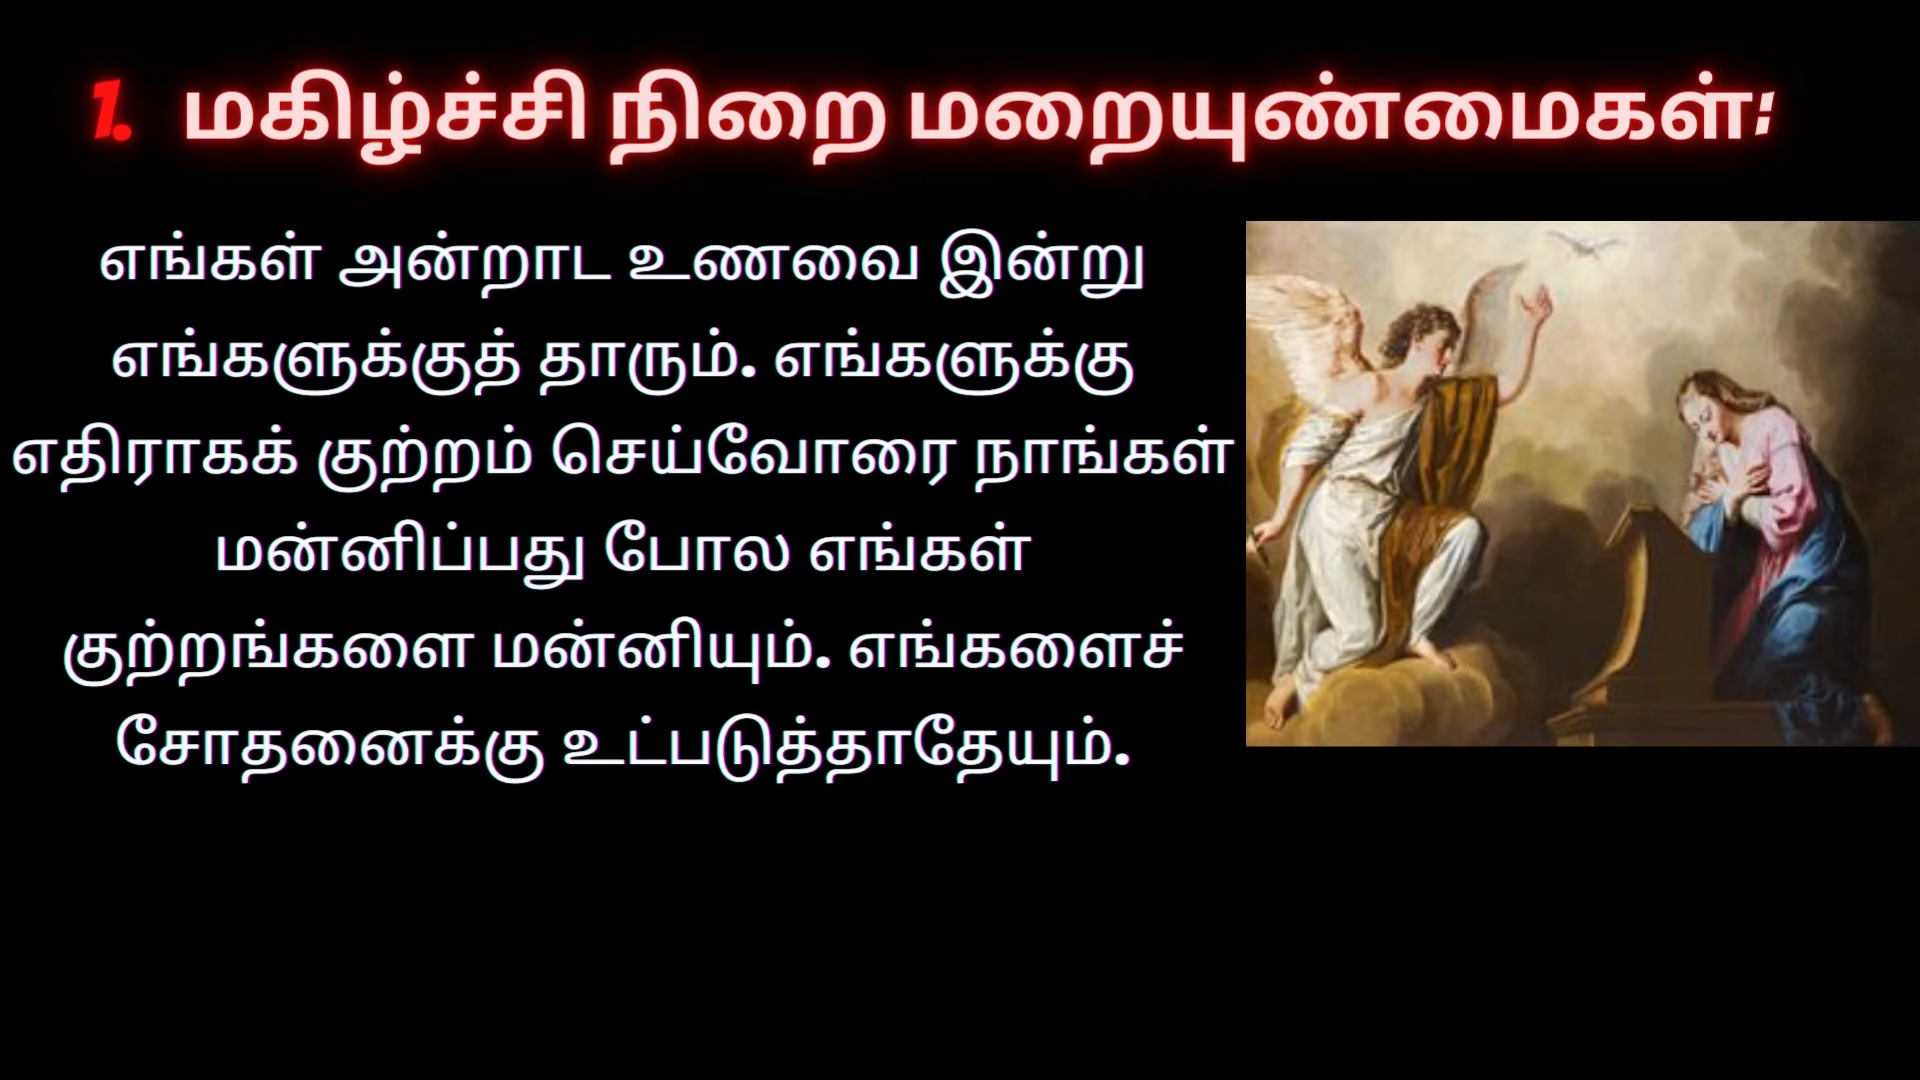 1. மகிழ்ச்சி நிறை மறையுண்மைகள்:
எங்கள் அன்றாட உணவை இன்று
எங்களுக்குத் தாரும். எங்களுக்கு
எதிராகக் குற்றம் செய்வோரை நாங்கள்
மன்னிப்பது போல எங்கள்
குற்றங்களை மன்னியும். எங்களைச்
சோதனைக்கு உட்படுத்தாதேயும்.